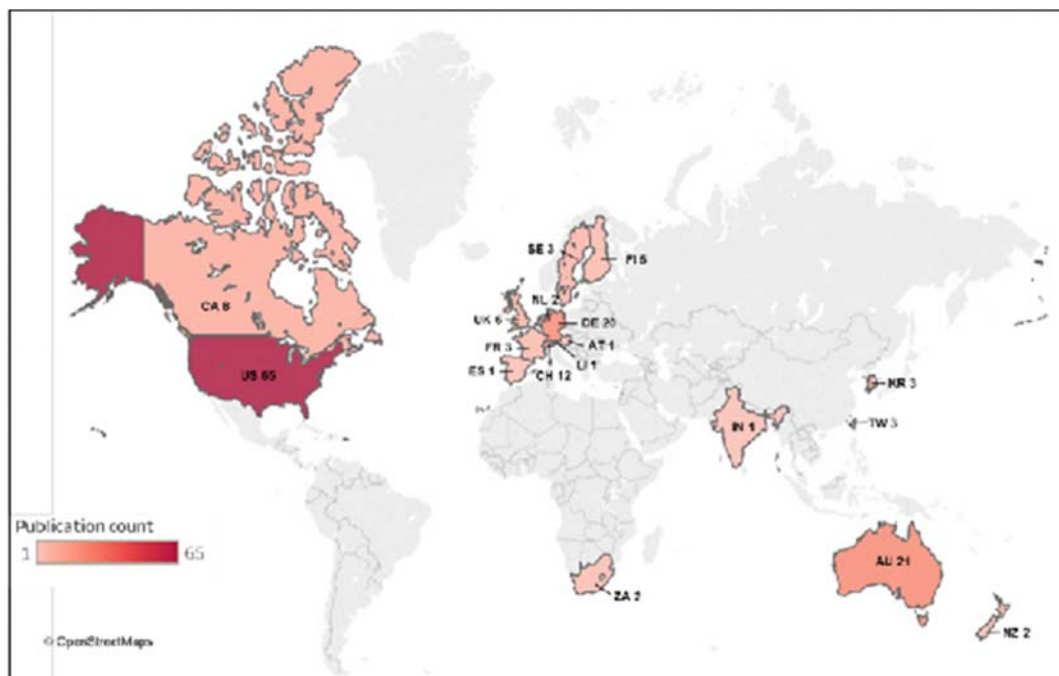 SE 3
FI 5
CA 8
NL 2
UK 6
DE 20
FR 3
AT 1
US 65
ES 1
LI 1
CH 12
KR 3
IN 1
TW 3
Publication count
1
65
AU 21
ZA 2
NZ 2
© OpenStreetMaps